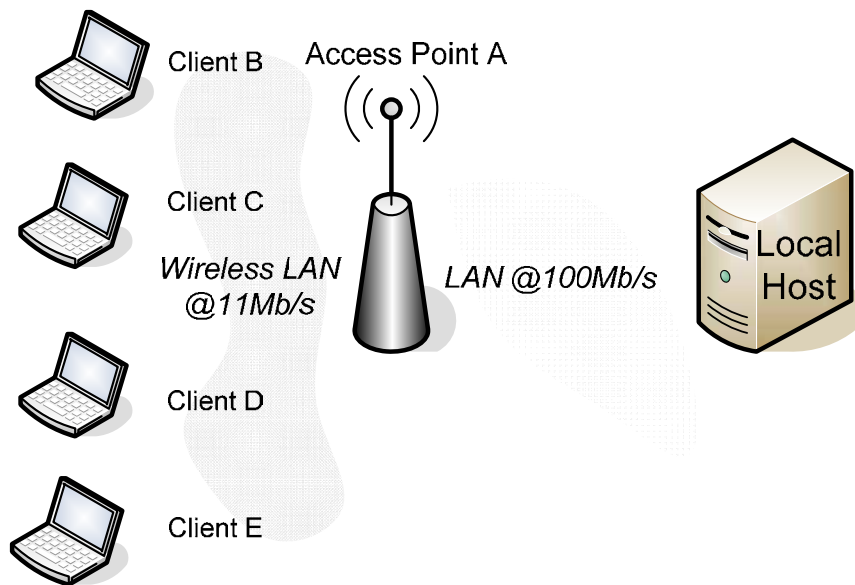 Client B
Access Point A
Client C
Wireless LAN
@11Mb/s
LAN @100Mb/s
Local
Host
Client D
Client E